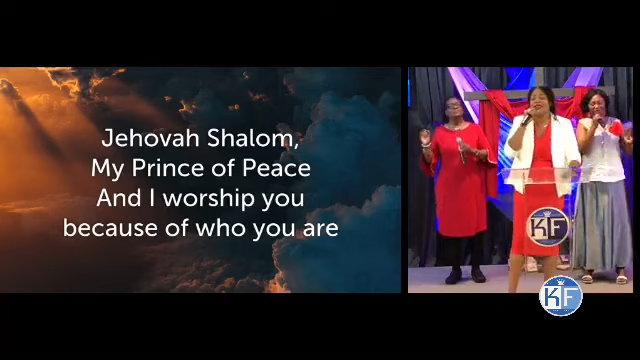 Jehovah Shalom,
My Prince of Peace
And I worship you
because of who you are
KF
KF